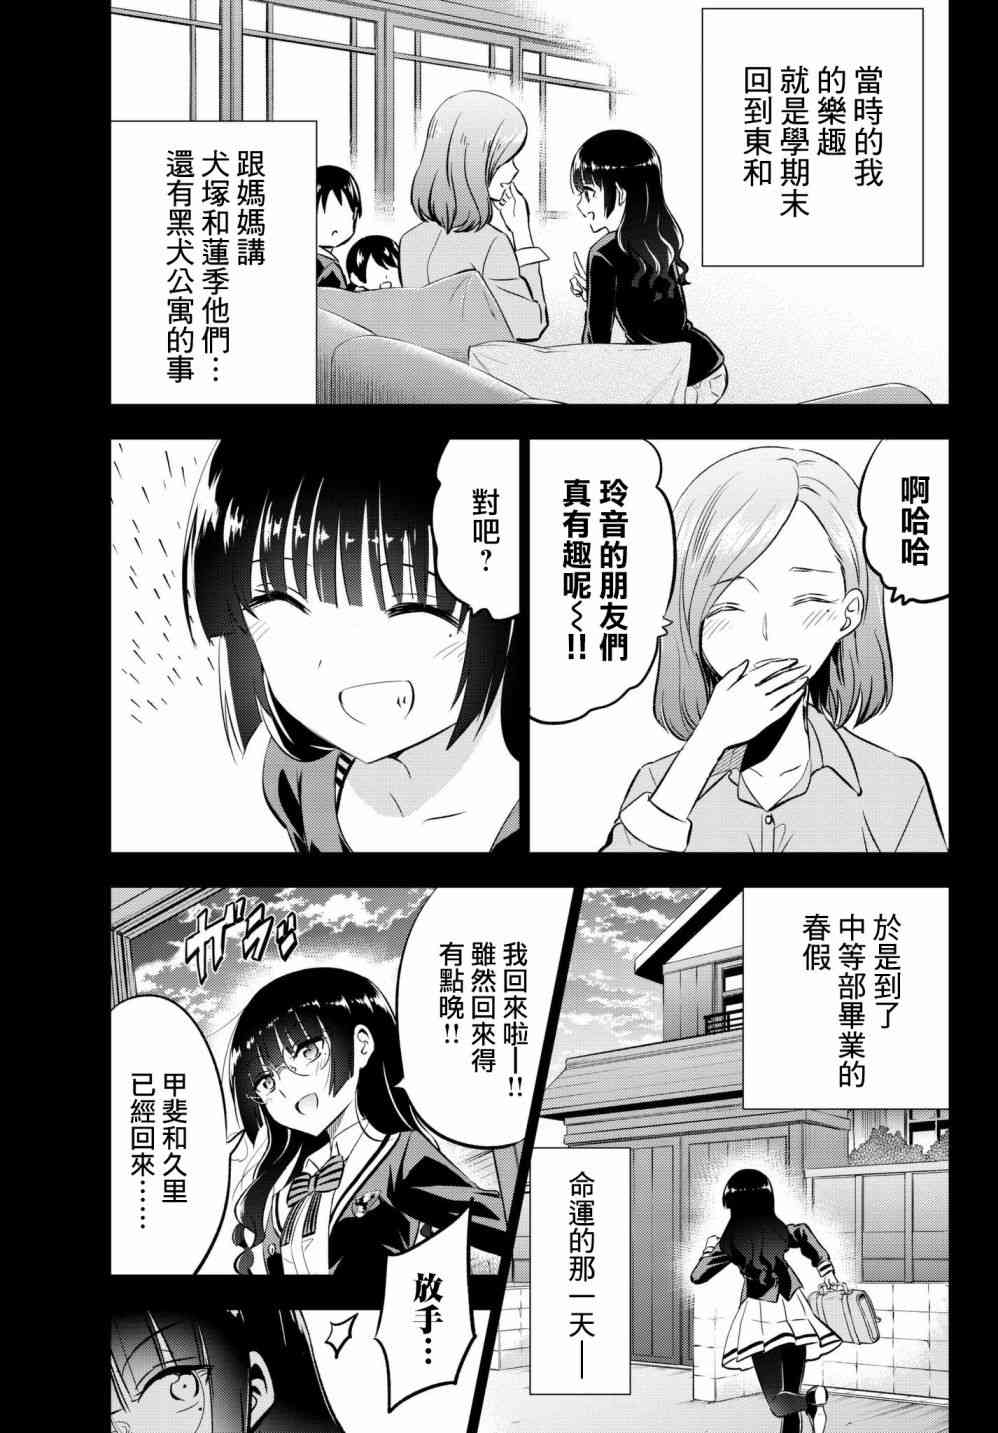 當時的我
的樂趣
就是學期末
回到東和
跟媽媽講
犬塚和蓮季他們…
還有黑犬公寓的事
啊哈哈
玲音的朋友們
真有趣呢～!!
對吧?
於是到了
中等部畢業的
春假
命運的那一天——
ガラッ
我回來啦—!!
雖然回來得
有點晚!!
甲斐和久里
已經回來……
放手…